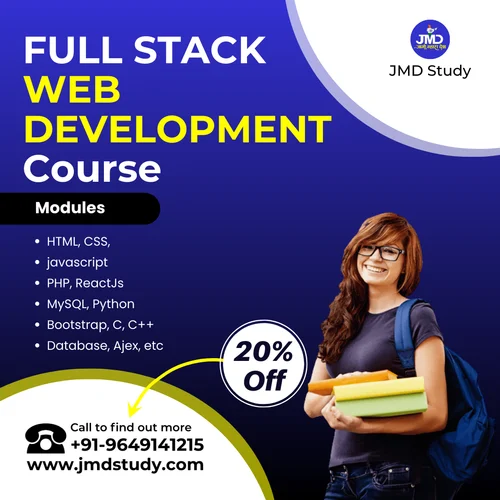 JMD
JMD Study
FULL STACK
WEB
DEVELOPMENT
Course
Modules
HTML, CSS,
javascript
PHP, ReactJs
MySQL, Python
Bootstrap, C, C++
Database, Ajex, etc
20%
Off
Call to find out more
+91-9649141215
www.jmdstudy.com